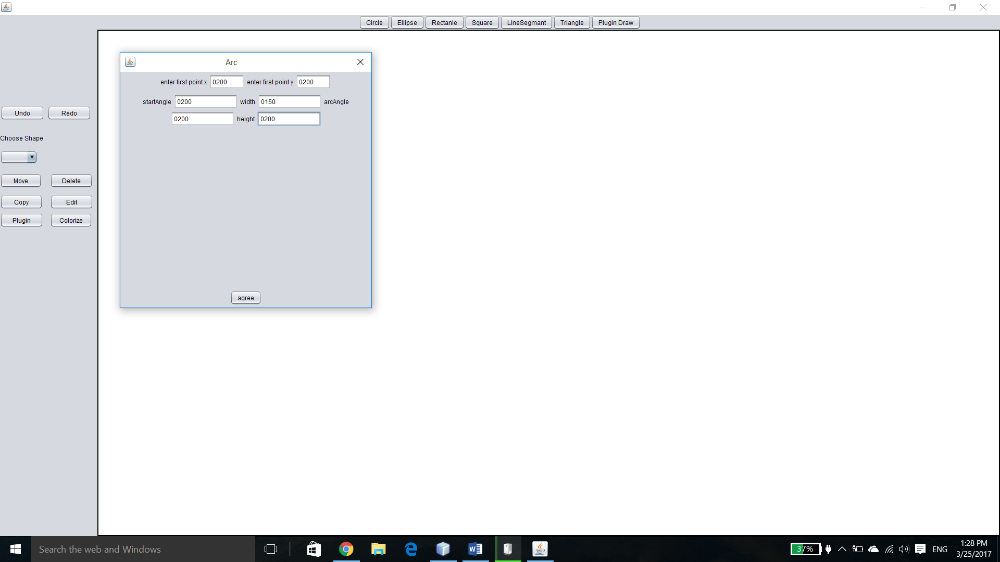 Circle Ellipse Rectanle Square LineSegmant Triangle Plugin Draw
Arc
enter first point x 0200 enter first point y 0200
startAngle 0200 width 0150 arcAngle
0200 height 0200
agree
Undo Redo
Choose Shape
Move Delete
Copy Edit
Plugin Colorize
Search the web and Windows
37% ENG
1:28 PM
3/25/2017